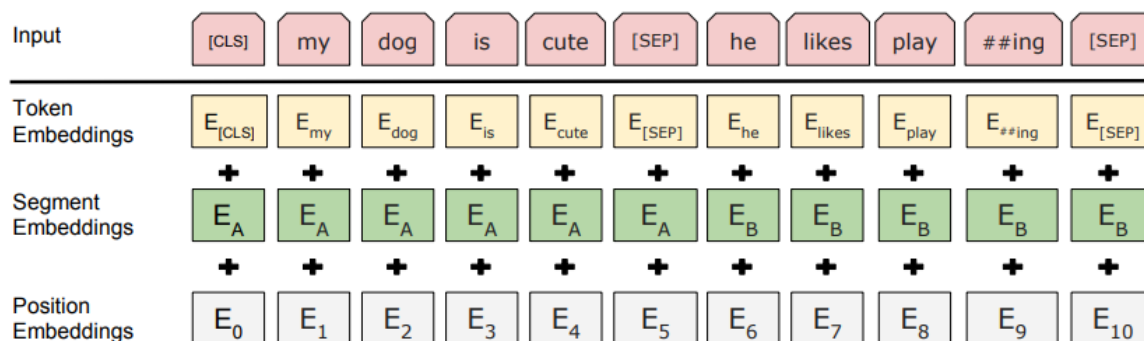 Input [CLS] my dog is cute [SEP] he likes play ##ing [SEP]
Token Embeddings E[CLS] Emy Edog Eis Ecute E[SEP] Ehe Elikes Eplay E##ing E[SEP]
+ + + + + + + + + + +
Segment Embeddings EA EA EA EA EA EA EB EB EB EB EB
+ + + + + + + + + + +
Position Embeddings E0 E1 E2 E3 E4 E5 E6 E7 E8 E9 E10